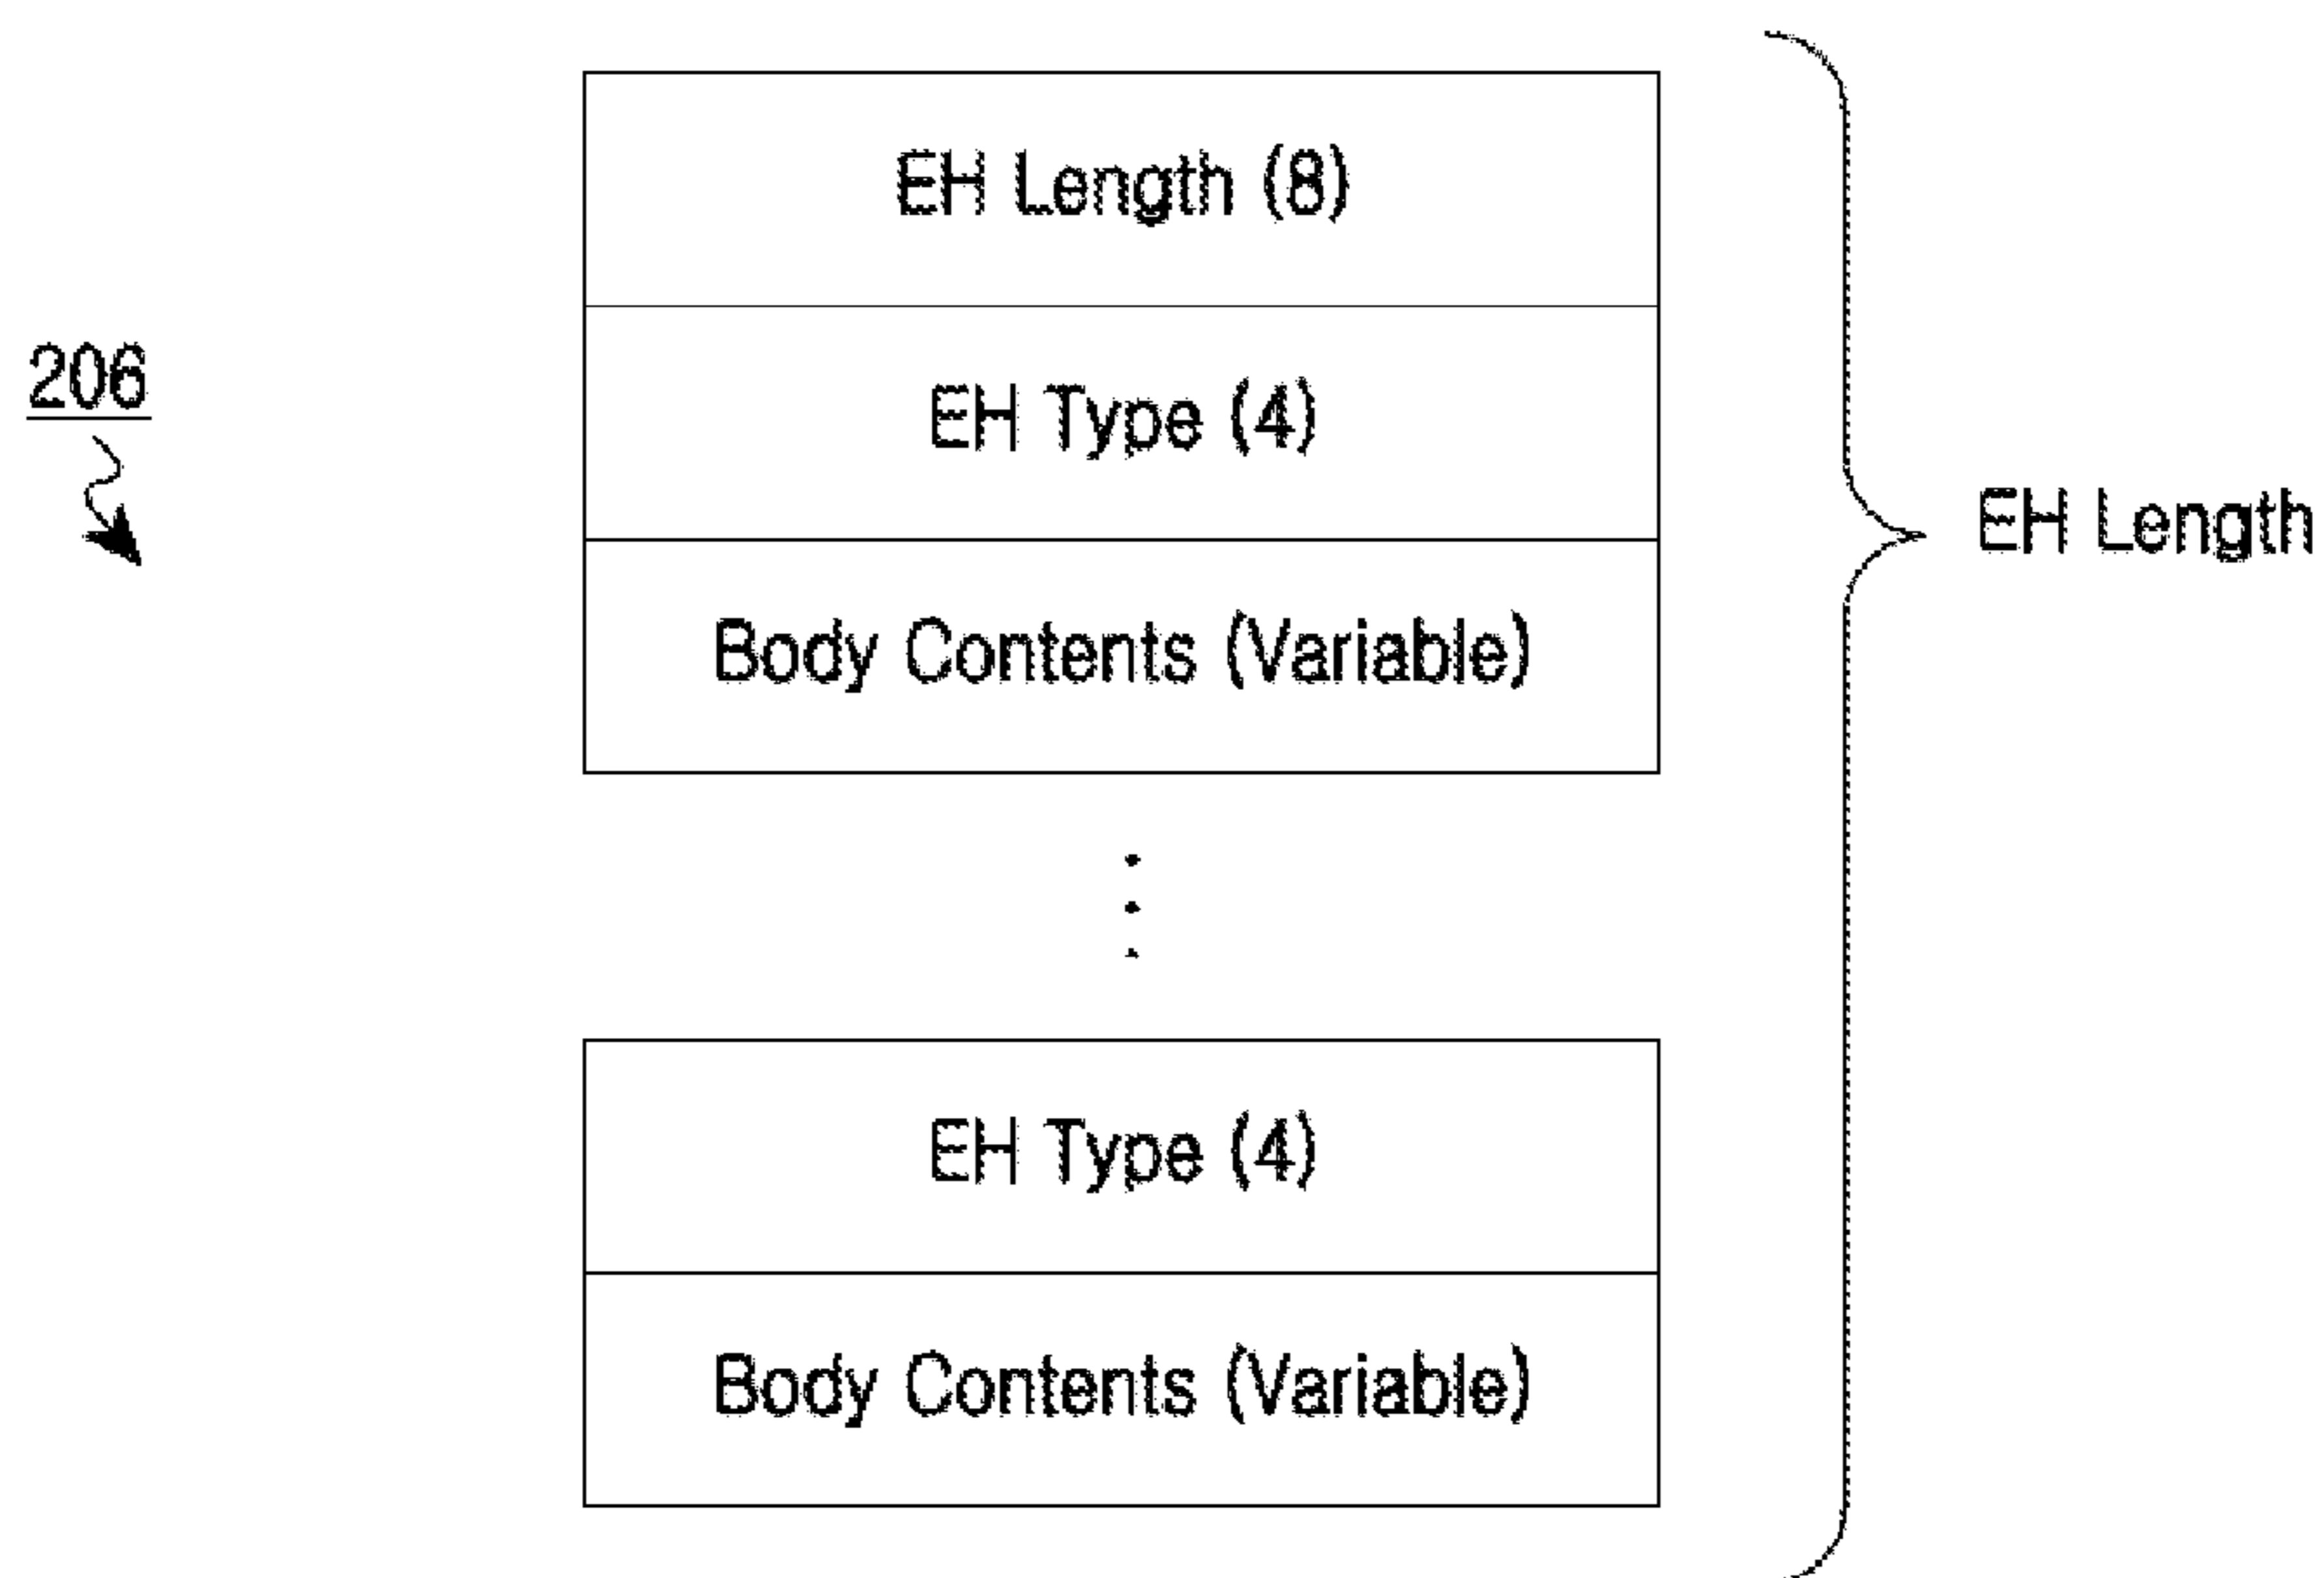 EH Length (8)
206
EH Type (4)
EH Length
Body Contents (Variable)
EH Type (4)
Body Contents (Variable)